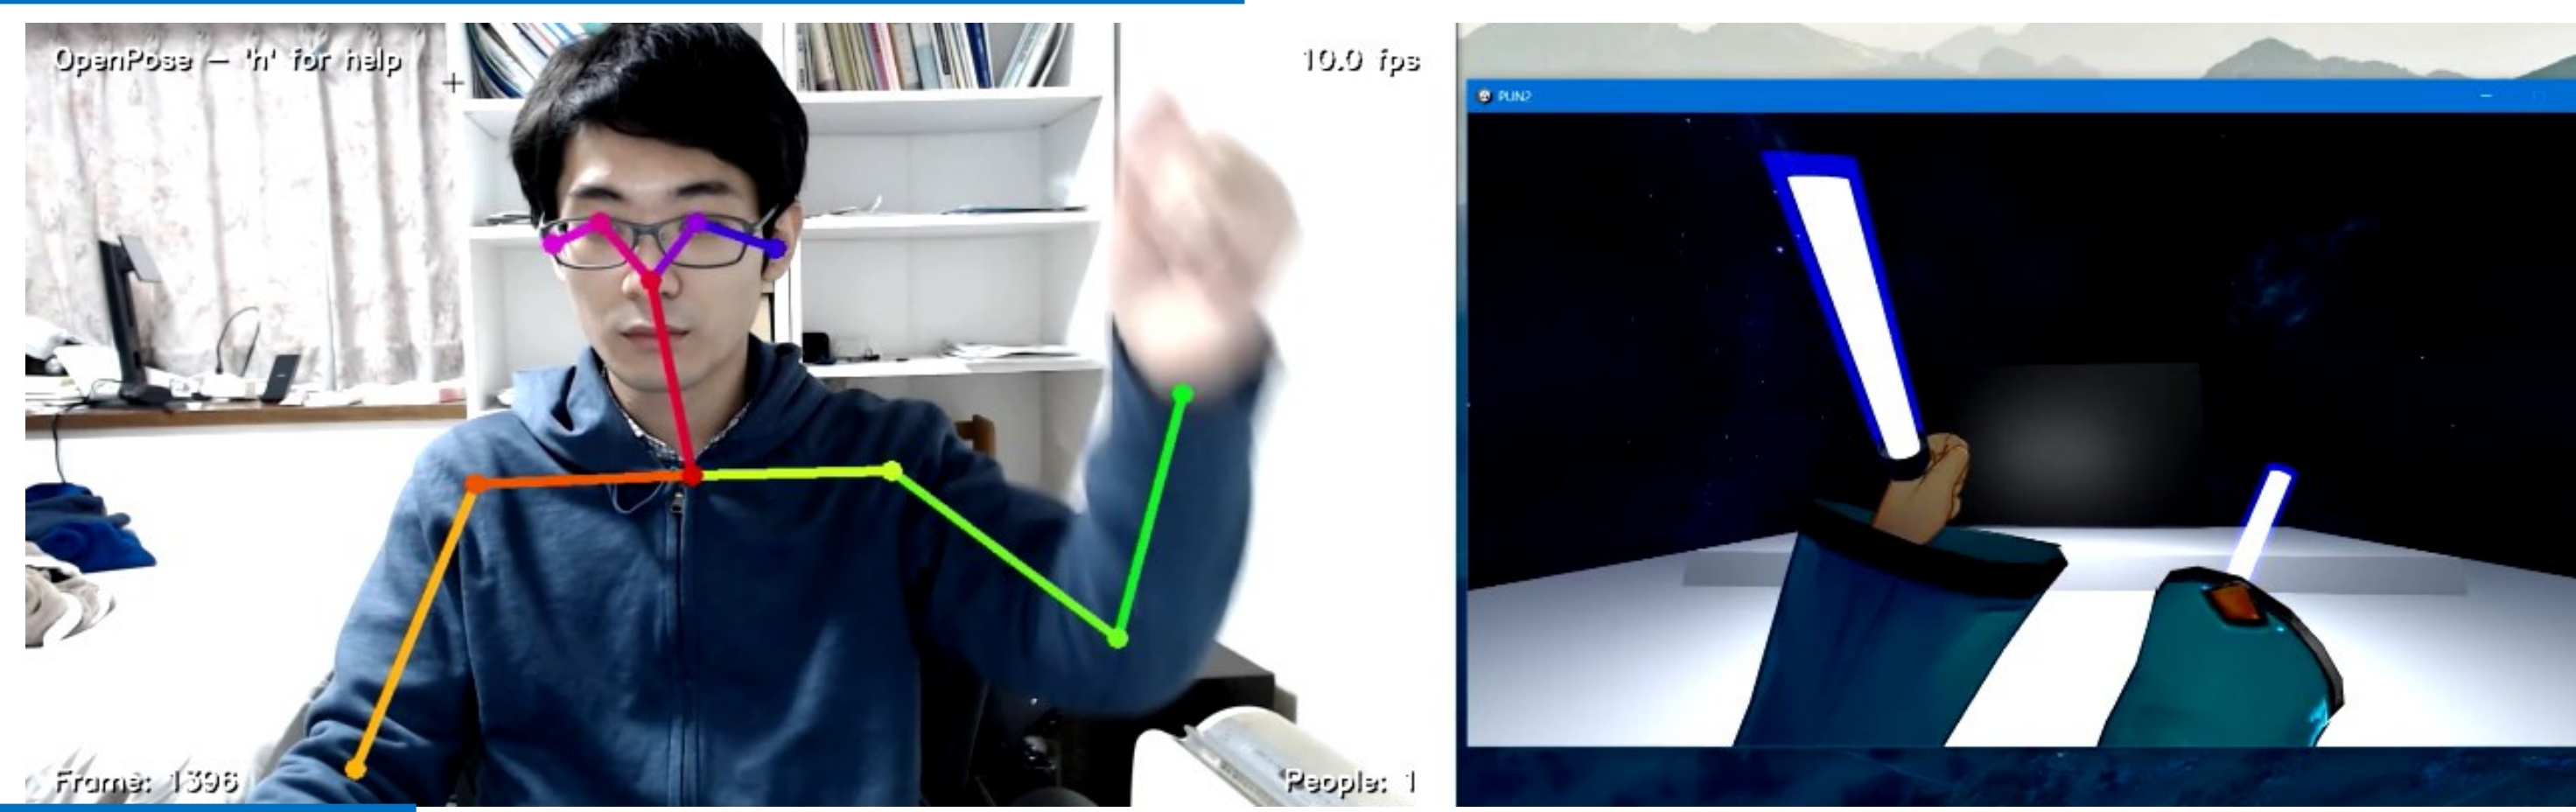 OpenPose – 'h' for help
10.0 fps
Frame: 1396
People: 1
PUN2